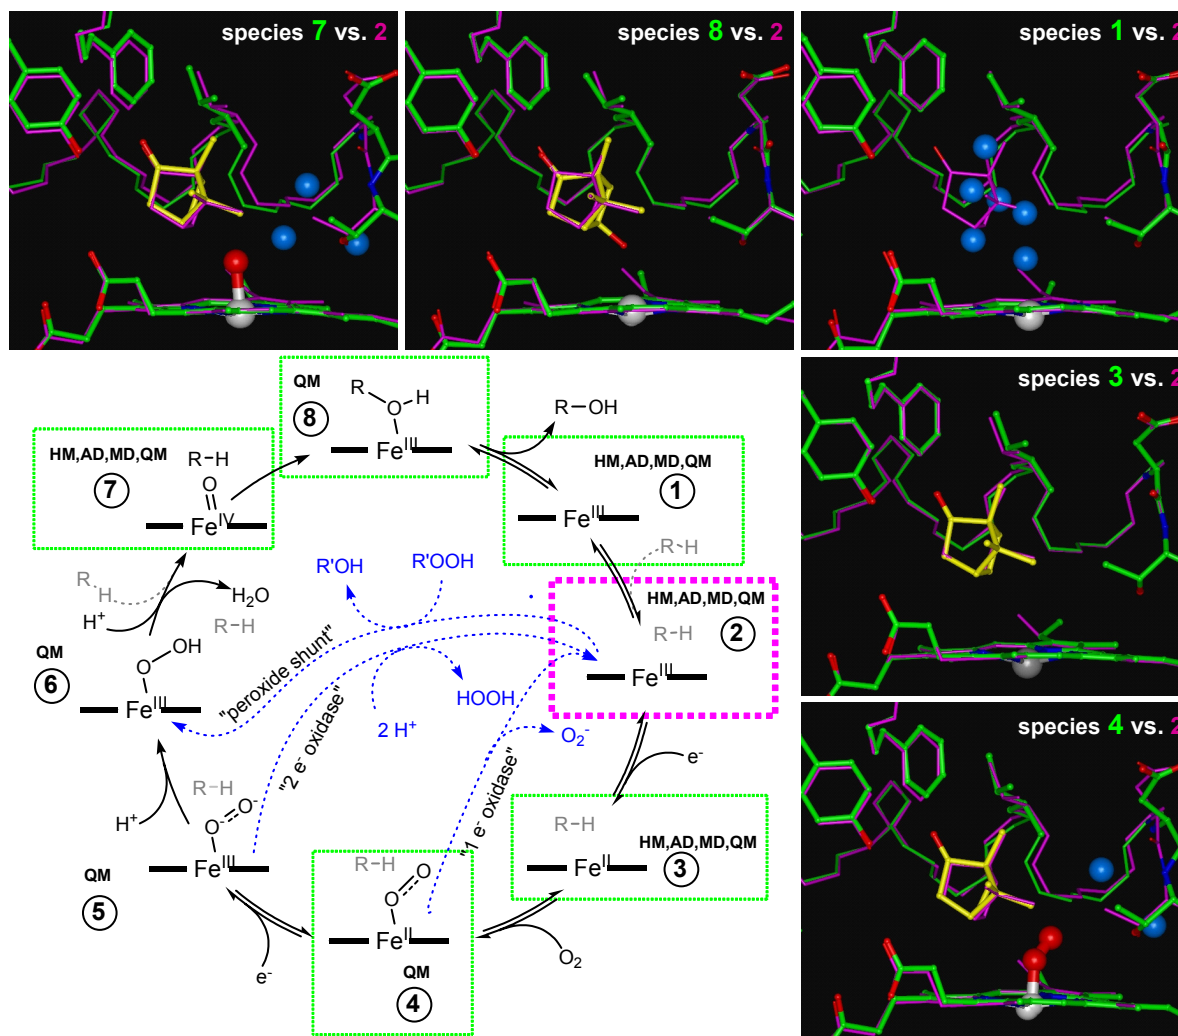 species 7 vs. 2
species 8 vs. 2
species 1 vs. 2
QM
8
R
O
H
Fe^III
R-OH
HM,AD,MD,QM
7
R-H
O
Fe^IV
HM,AD,MD,QM
1
Fe^III
R-H
species 3 vs. 2
R'OH
R'OOH
R
H
H+
H2O
R-H
HM,AD,MD,QM
2
R-H
Fe^III
QM
6
O
OH
Fe^III
"peroxide shunt"
"2 e- oxidase"
2 H+
HOOH
"1 e- oxidase"
O2-
e-
R-H
O-
O-
H+
Fe^III
QM
5
R-H
HM,AD,MD,QM
Fe^II
3
species 4 vs. 2
R-H
O
O
Fe^II
QM
4
e-
O2